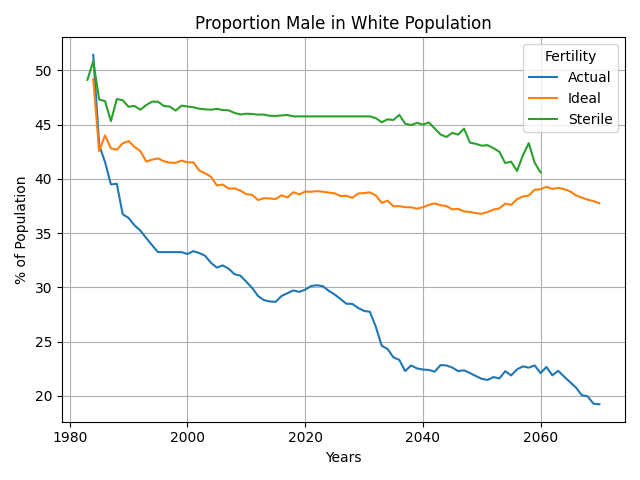 Proportion Male in White Population
Fertility
Actual
Ideal
Sterile
% of Population
50
45
40
35
30
25
20
1980
2000
2020
2040
2060
Years